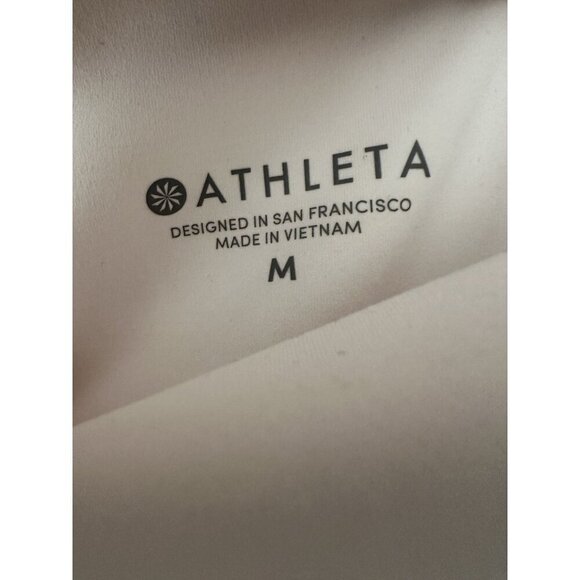 ATHLETA
DESIGNED IN SAN FRANCISCO
MADE IN VIETNAM
M